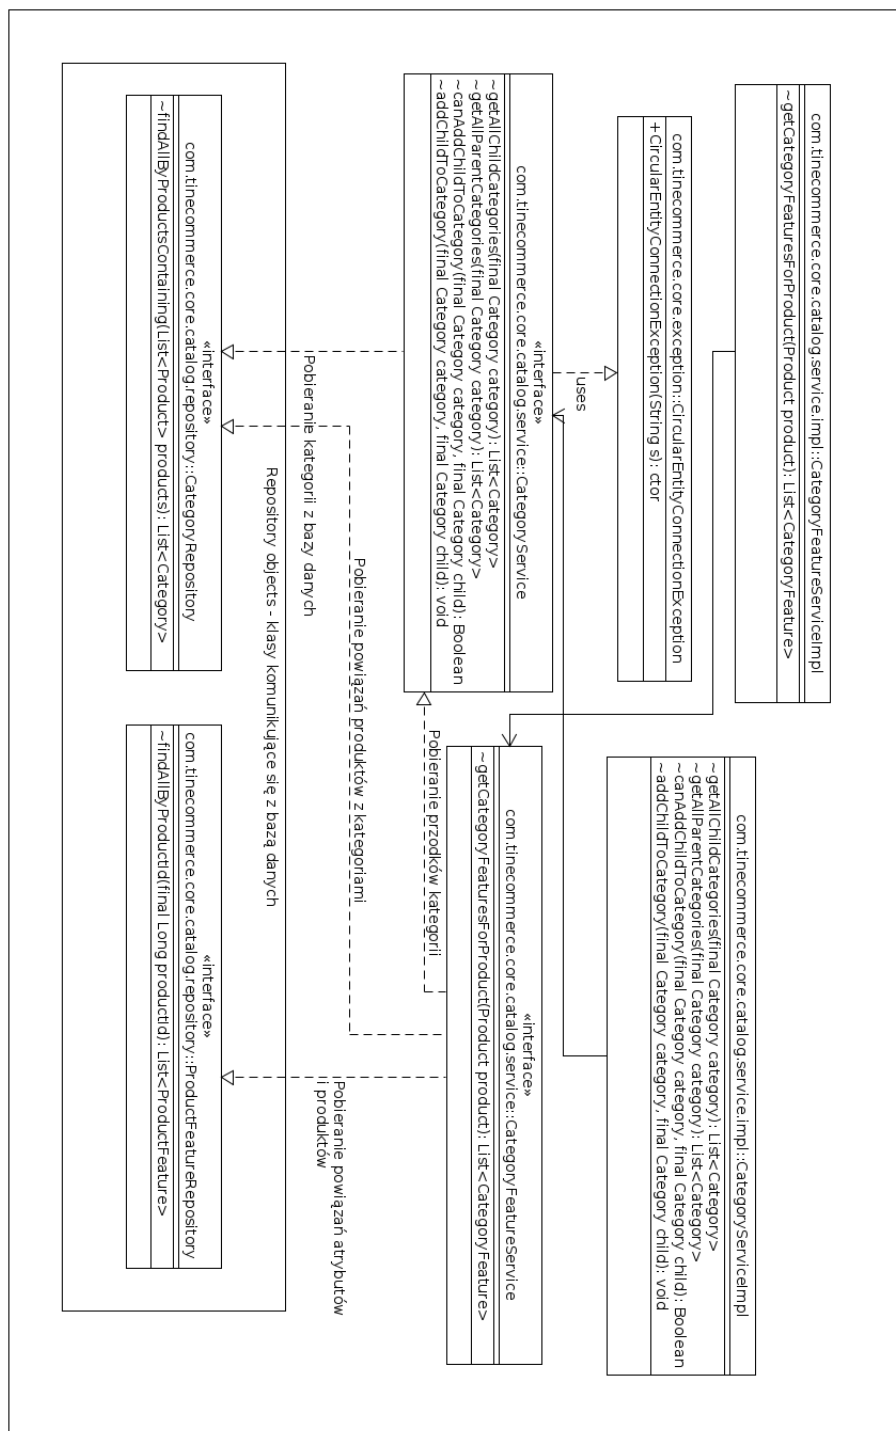 com.tinecommerce.core.catalog.service.impl::CategoryFeatureServiceImpl
~getCategoryFeaturesForProduct(Product product): List<CategoryFeature>
com.tinecommerce.core.catalog.service.impl::CategoryServiceImpl
~getAllChildCategories(final Category category): List<Category>
~getAllParentCategories(final Category category): List<Category>
~canAddChildToCategory(final Category category, final Category child): Boolean
~addChildToCategory(final Category category, final Category child): void
com.tinecommerce.core.exception::CircularEntityConnectionException
+CircularEntityConnectionException(String s): ctor
uses
«interface»
com.tinecommerce.core.catalog.service::CategoryService
~getAllChildCategories(final Category category): List<Category>
~getAllParentCategories(final Category category): List<Category>
~canAddChildToCategory(final Category category, final Category child): Boolean
~addChildToCategory(final Category category, final Category child): void
«interface»
com.tinecommerce.core.catalog.service::CategoryFeatureService
~getCategoryFeaturesForProduct(Product product): List<CategoryFeature>
Pobieranie przodków kategorii
Pobieranie powiązań produktów z kategoriami
Pobieranie powiązań atrybutów
i produktów
Pobieranie kategorii z bazy danych
Repository objects - klasy komunikujące się z bazą danych
«interface»
com.tinecommerce.core.catalog.repository::CategoryRepository
~findAllByProductsContaining(List<Product> products): List<Category>
«interface»
com.tinecommerce.core.catalog.repository::ProductFeatureRepository
~findAllByProductId(final Long productId): List<ProductFeature>